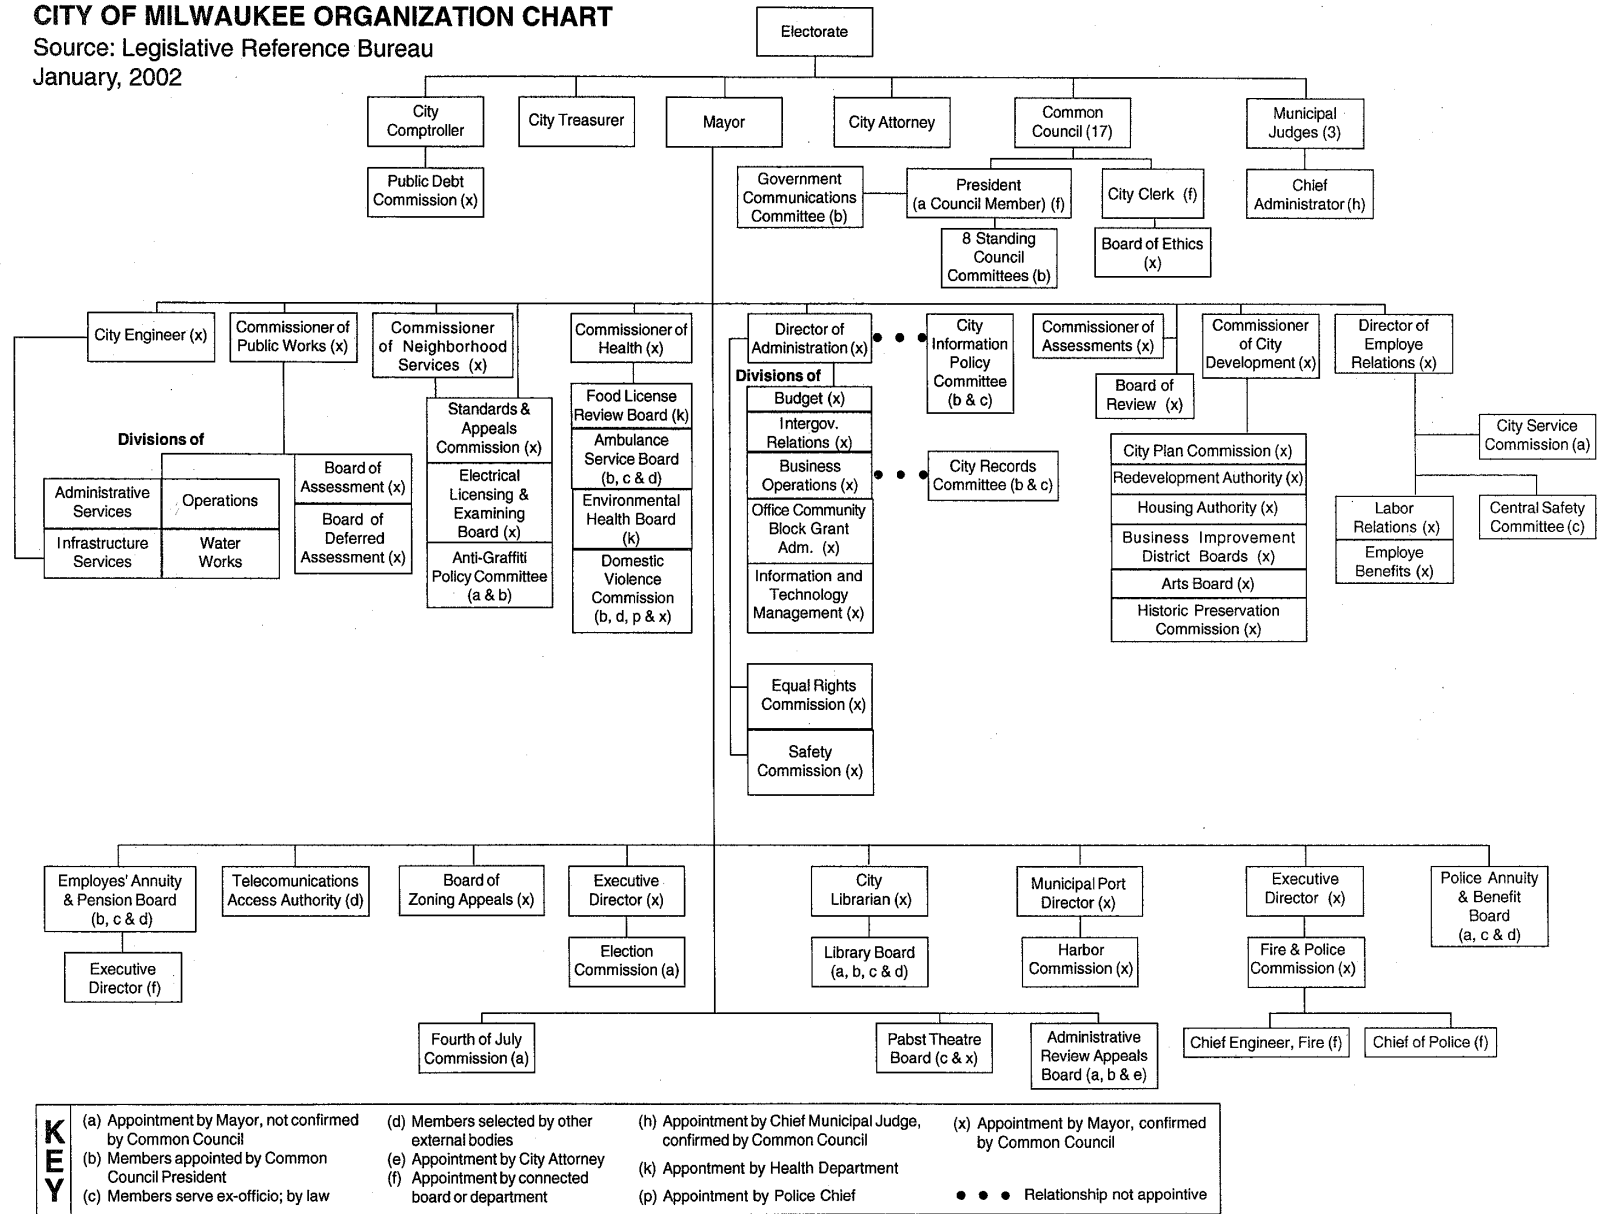 CITY OF MILWAUKEE ORGANIZATION CHART
Source: Legislative Reference Bureau
January, 2002
Electorate
City
Comptroller
City Treasurer
Mayor
City Attorney
Common
Council (17)
Municipal
Judges (3)
Public Debt
Commission (x)
Government
Communications
Committee (b)
President
(a Council Member) (f)
City Clerk (f)
Chief
Administrator (h)
8 Standing
Council
Committees (b)
Board of Ethics
(x)
City Engineer (x)
Commissioner of
Public Works (x)
Commissioner
of Neighborhood
Services (x)
Commissioner of
Health (x)
Director of
Administration (x)
City
Information
Policy
Committee
(b & c)
Commissioner of
Assessments (x)
Commissioner
of City
Development (x)
Director of
Employe
Relations (x)
Divisions of
Administrative
Services
Operations
Infrastructure
Services
Water
Works
Board of
Assessment (x)
Board of
Deferred
Assessment (x)
Standards &
Appeals
Commission (x)
Electrical
Licensing &
Examining
Board (x)
Anti-Graffiti
Policy Committee
(a & b)
Food License
Review Board (k)
Ambulance
Service Board
(b, c & d)
Environmental
Health Board
(k)
Domestic
Violence
Commission
(b, d, p & x)
Divisions of
Budget (x)
Intergov.
Relations (x)
Business
Operations (x)
Office Community
Block Grant
Adm. (x)
Information and
Technology
Management (x)
City Records
Committee (b & c)
Equal Rights
Commission (x)
Safety
Commission (x)
Board of
Review (x)
City Plan Commission (x)
Redevelopment Authority (x)
Housing Authority (x)
Business Improvement
District Boards (x)
Arts Board (x)
Historic Preservation
Commission (x)
City Service
Commission (a)
Labor
Relations (x)
Employe
Benefits (x)
Central Safety
Committee (c)
Employes' Annuity
& Pension Board
(b, c & d)
Executive
Director (f)
Telecomunications
Access Authority (d)
Board of
Zoning Appeals (x)
Executive
Director (x)
Election
Commission (a)
City
Librarian (x)
Library Board
(a, b, c & d)
Municipal Port
Director (x)
Harbor
Commission (x)
Executive
Director (x)
Fire & Police
Commission (x)
Police Annuity
& Benefit
Board
(a, c & d)
Fourth of July
Commission (a)
Pabst Theatre
Board (c & x)
Administrative
Review Appeals
Board (a, b & e)
Chief Engineer, Fire (f)
Chief of Police (f)
KEY
(a) Appointment by Mayor, not confirmed
by Common Council
(b) Members appointed by Common
Council President
(c) Members serve ex-officio; by law
(d) Members selected by other
external bodies
(e) Appointment by City Attorney
(f) Appointment by connected
board or department
(h) Appointment by Chief Municipal Judge,
confirmed by Common Council
(k) Appontment by Health Department
(p) Appointment by Police Chief
(x) Appointment by Mayor, confirmed
by Common Council
• • • Relationship not appointive